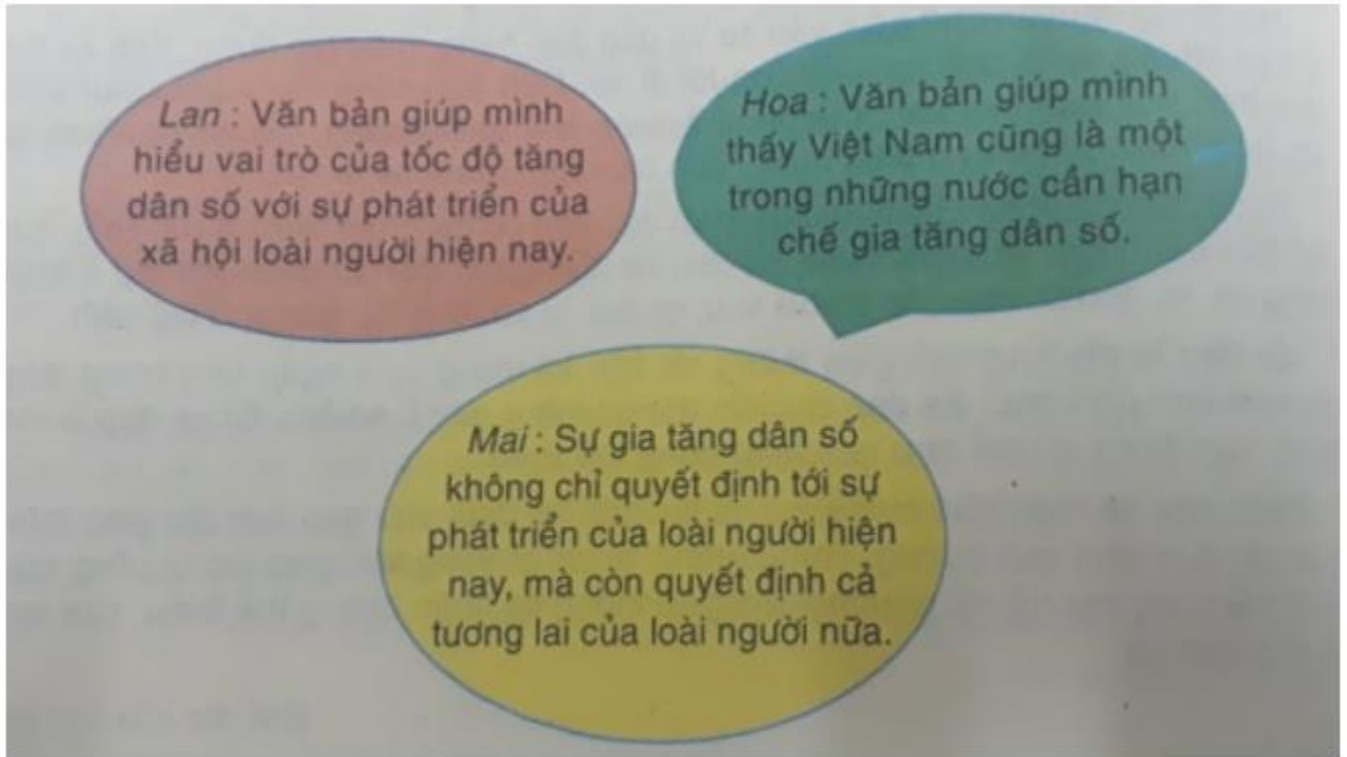 Lan : Văn bản giúp mình
hiểu vai trò của tốc độ tăng
dân số với sự phát triển của
xã hội loài người hiện nay.
Hoa : Văn bản giúp mình
thấy Việt Nam cũng là một
trong những nước cần hạn
chế gia tăng dân số.
Mai : Sự gia tăng dân số
không chỉ quyết định tới sự
phát triển của loài người hiện
nay, mà còn quyết định cả
tương lai của loài người nữa.